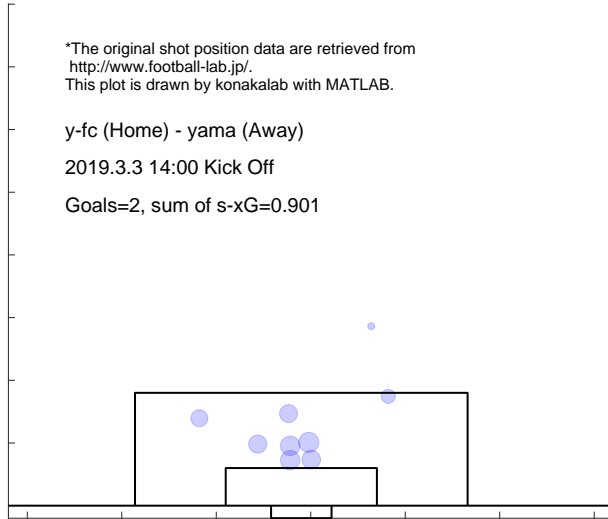 *The original shot position data are retrieved from
http://www.football-lab.jp/.
This plot is drawn by konakalab with MATLAB.
y-fc (Home) - yama (Away)
2019.3.3 14:00 Kick Off
Goals=2, sum of s-xG=0.901